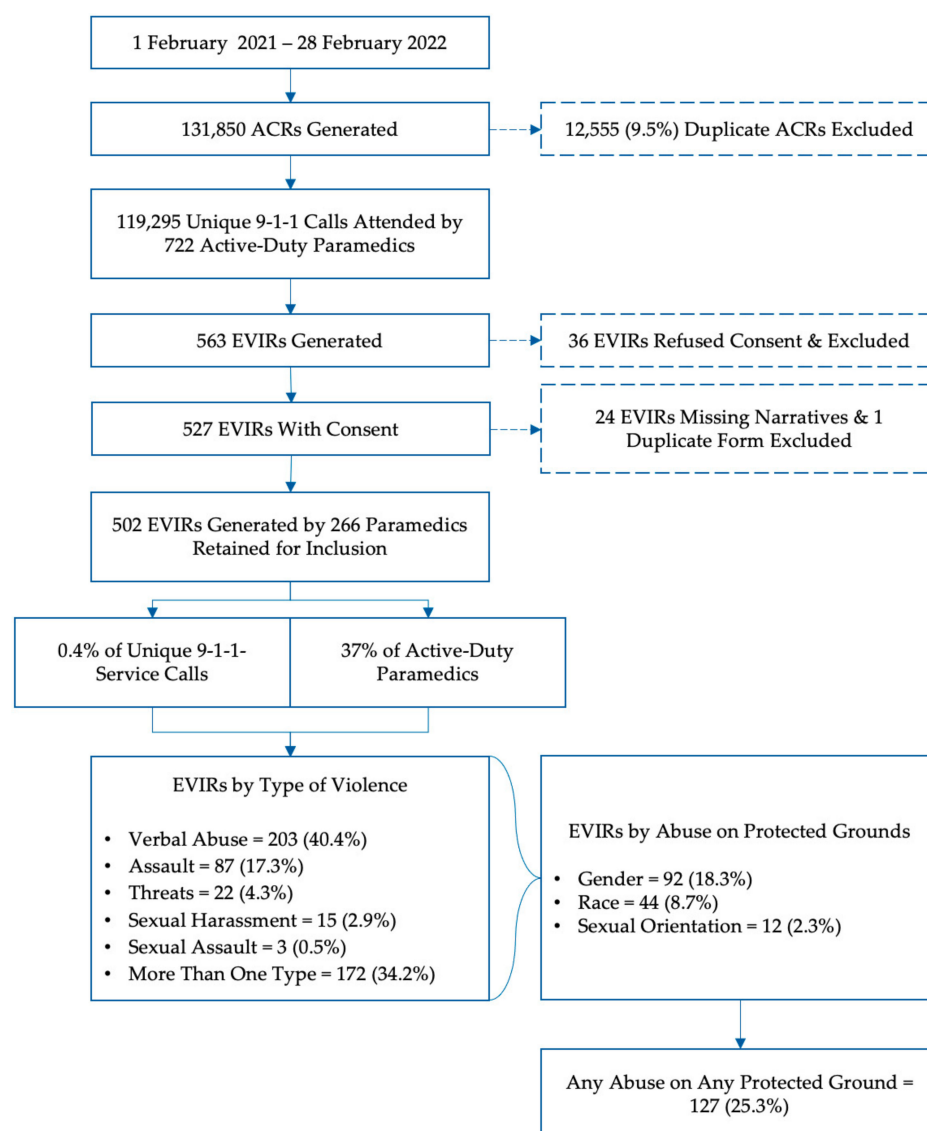 1 February 2021 – 28 February 2022
131,850 ACRs Generated
12,555 (9.5%) Duplicate ACRs Excluded
119,295 Unique 9-1-1 Calls Attended by
722 Active-Duty Paramedics
563 EVIRs Generated
36 EVIRs Refused Consent & Excluded
527 EVIRs With Consent
24 EVIRs Missing Narratives & 1
Duplicate Form Excluded
502 EVIRs Generated by 266 Paramedics
Retained for Inclusion
0.4% of Unique 9-1-1-
Service Calls
37% of Active-Duty
Paramedics
EVIRs by Type of Violence
• Verbal Abuse = 203 (40.4%)
• Assault = 87 (17.3%)
• Threats = 22 (4.3%)
• Sexual Harassment = 15 (2.9%)
• Sexual Assault = 3 (0.5%)
• More Than One Type = 172 (34.2%)
EVIRs by Abuse on Protected Grounds
• Gender = 92 (18.3%)
• Race = 44 (8.7%)
• Sexual Orientation = 12 (2.3%)
Any Abuse on Any Protected Ground =
127 (25.3%)